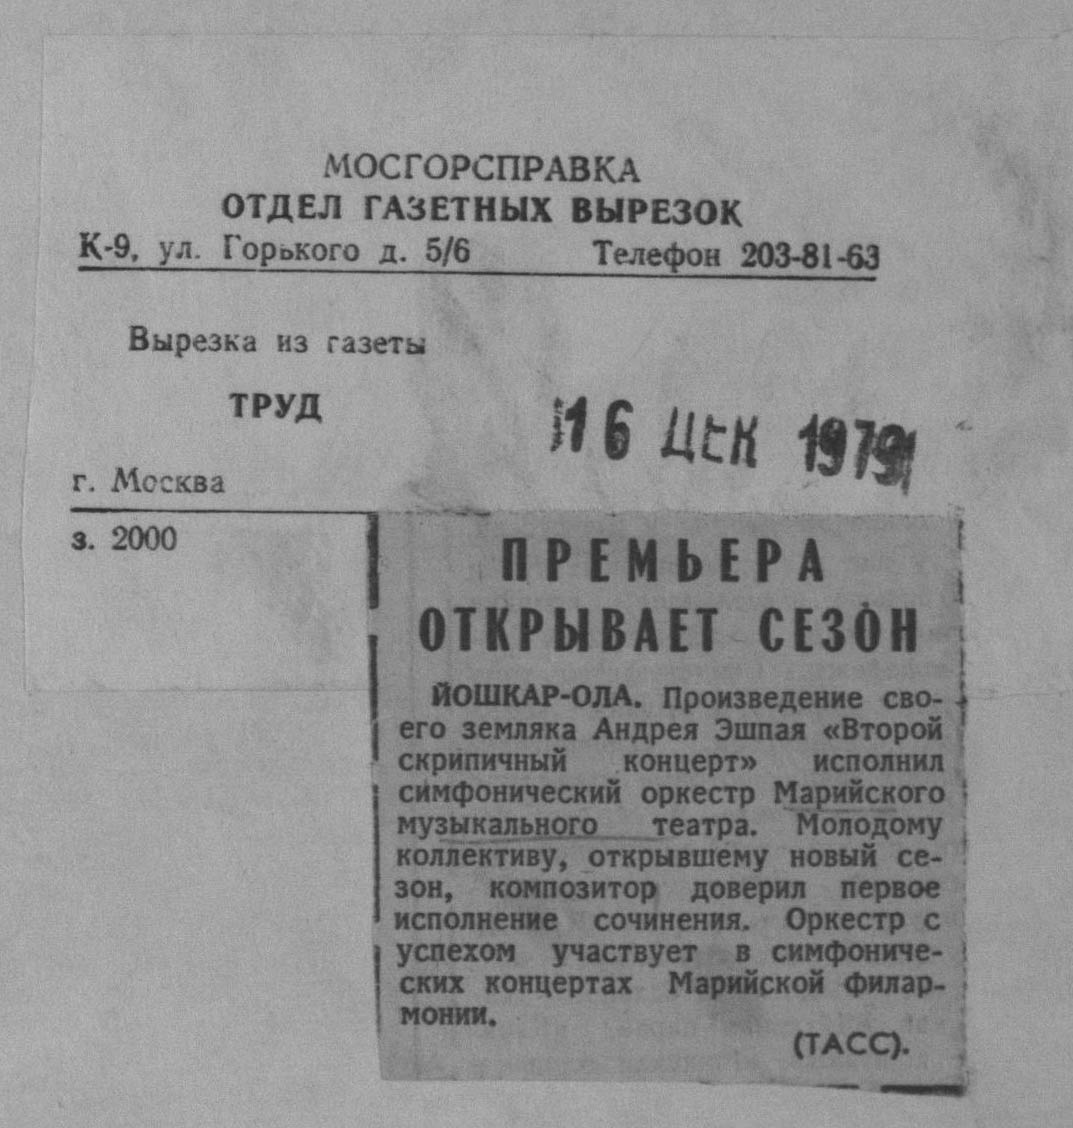 МОСГОРСПРАВКА
ОТДЕЛ ГАЗЕТНЫХ ВЫРЕЗОК
К-9, ул. Горького д. 5/6 Телефон 203-81-63
Вырезка из газеты
ТРУД
16 ДЕК 1979
г. Москва
з. 2000
ПРЕМЬЕРА
ОТКРЫВАЕТ СЕЗОН
ЙОШКАР-ОЛА. Произведение сво-
его земляка Андрея Эшпая «Второй
скрипичный концерт» исполнил
симфонический оркестр Марийского
музыкального театра. Молодому
коллективу, открывшему новый се-
зон, композитор доверил первое
исполнение сочинения. Оркестр с
успехом участвует в симфониче-
ских концертах Марийской филар-
монии.
(ТАСС).